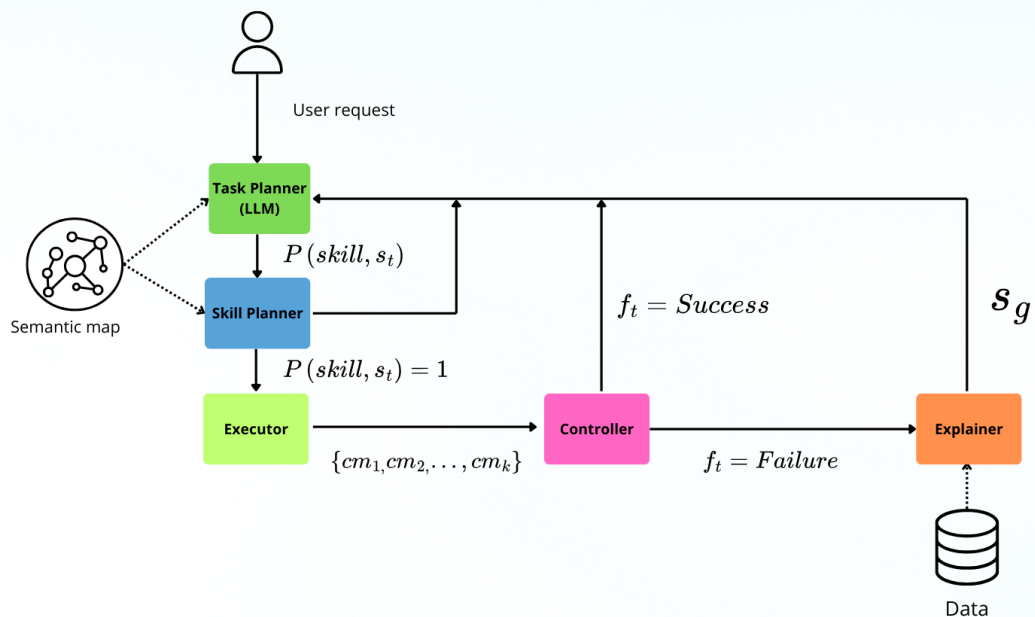 User request
Task Planner
(LLM)
P (skill, s_t)
Semantic map
Skill Planner
f_t = Success
s_g
P (skill, s_t) = 1
Executor
Controller
Explainer
{cm_1, cm_2, . . . , cm_k}
f_t = Failure
Data